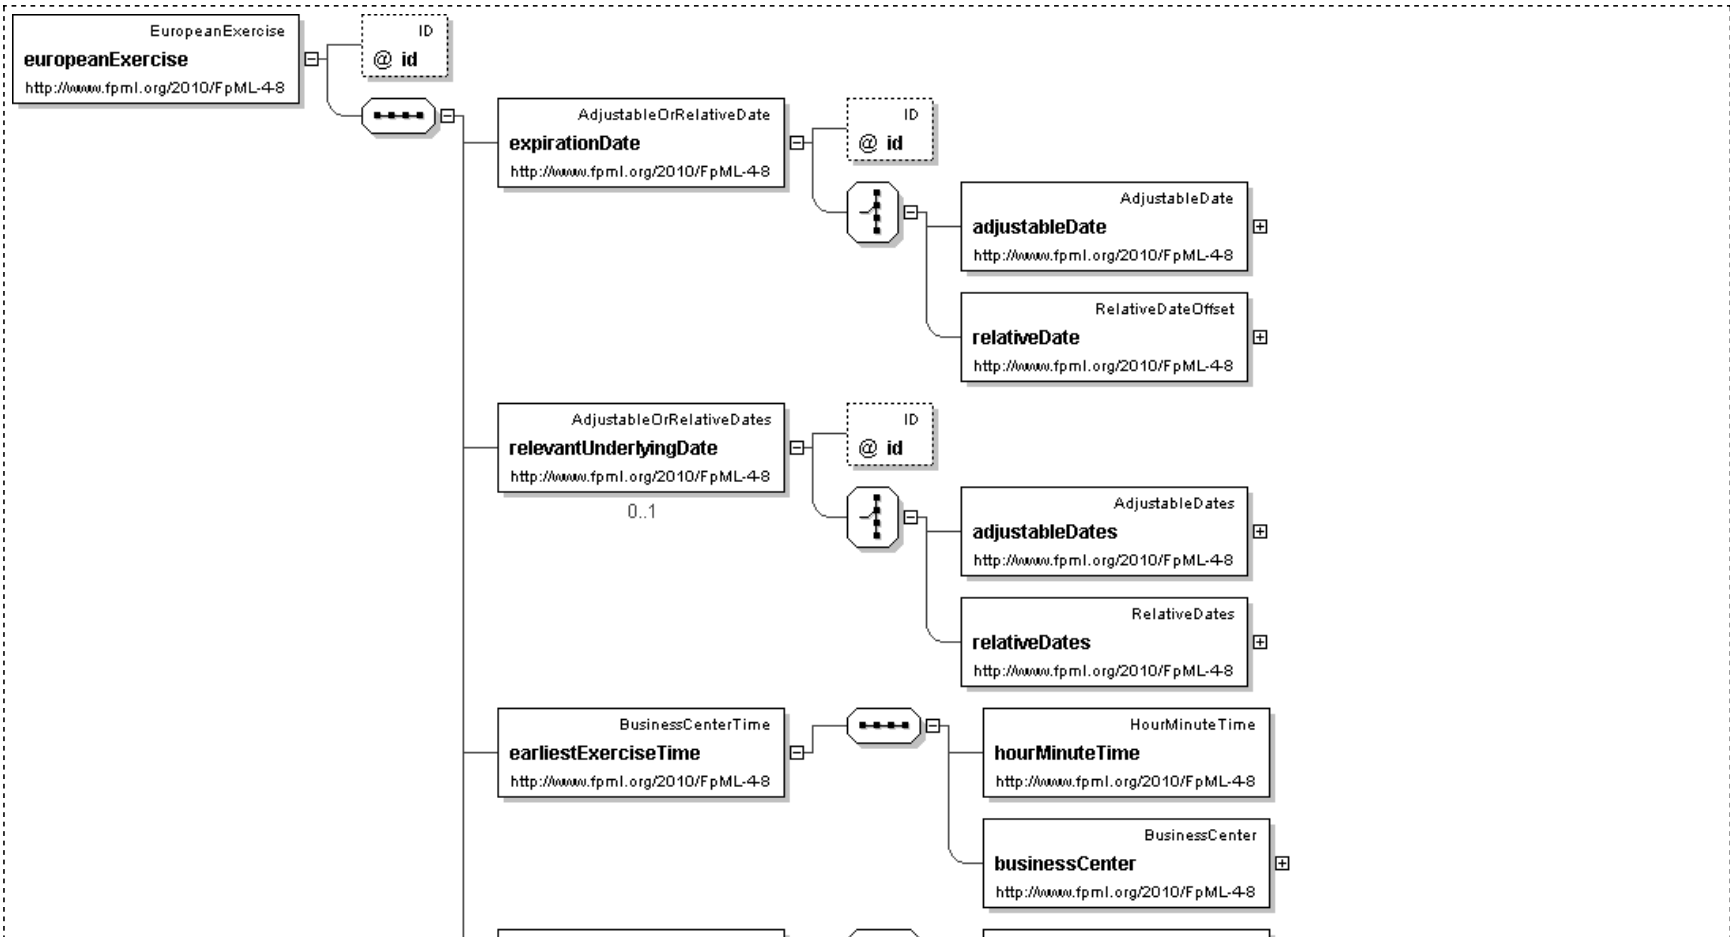 EuropeanExercise
europeanExercise
http://www.fpml.org/2010/FpML-4-8
ID
@ id
AdjustableOrRelativeDate
expirationDate
http://www.fpml.org/2010/FpML-4-8
ID
@ id
AdjustableDate
adjustableDate
http://www.fpml.org/2010/FpML-4-8
RelativeDateOffset
relativeDate
http://www.fpml.org/2010/FpML-4-8
AdjustableOrRelativeDates
relevantUnderlyingDate
http://www.fpml.org/2010/FpML-4-8
0..1
ID
@ id
AdjustableDates
adjustableDates
http://www.fpml.org/2010/FpML-4-8
RelativeDates
relativeDates
http://www.fpml.org/2010/FpML-4-8
BusinessCenterTime
earliestExerciseTime
http://www.fpml.org/2010/FpML-4-8
HourMinuteTime
hourMinuteTime
http://www.fpml.org/2010/FpML-4-8
BusinessCenter
businessCenter
http://www.fpml.org/2010/FpML-4-8